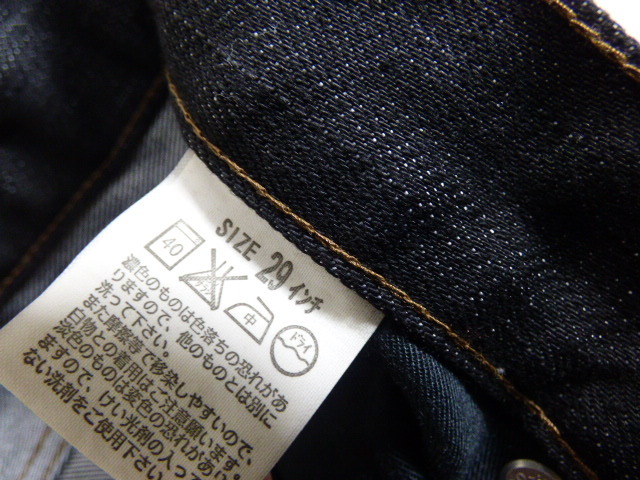 SIZE 29インチ
40 中 ドライ
濃色のものは色落ちの恐れがあ
りますので、他のものとは別に
洗って下さい。
また摩擦等で移染しやすいので
白物との着用はご注意願います。
淡色のものは変色の恐れがあり
ますので、けい光剤の入ってい
ない洗剤をご使用下さい